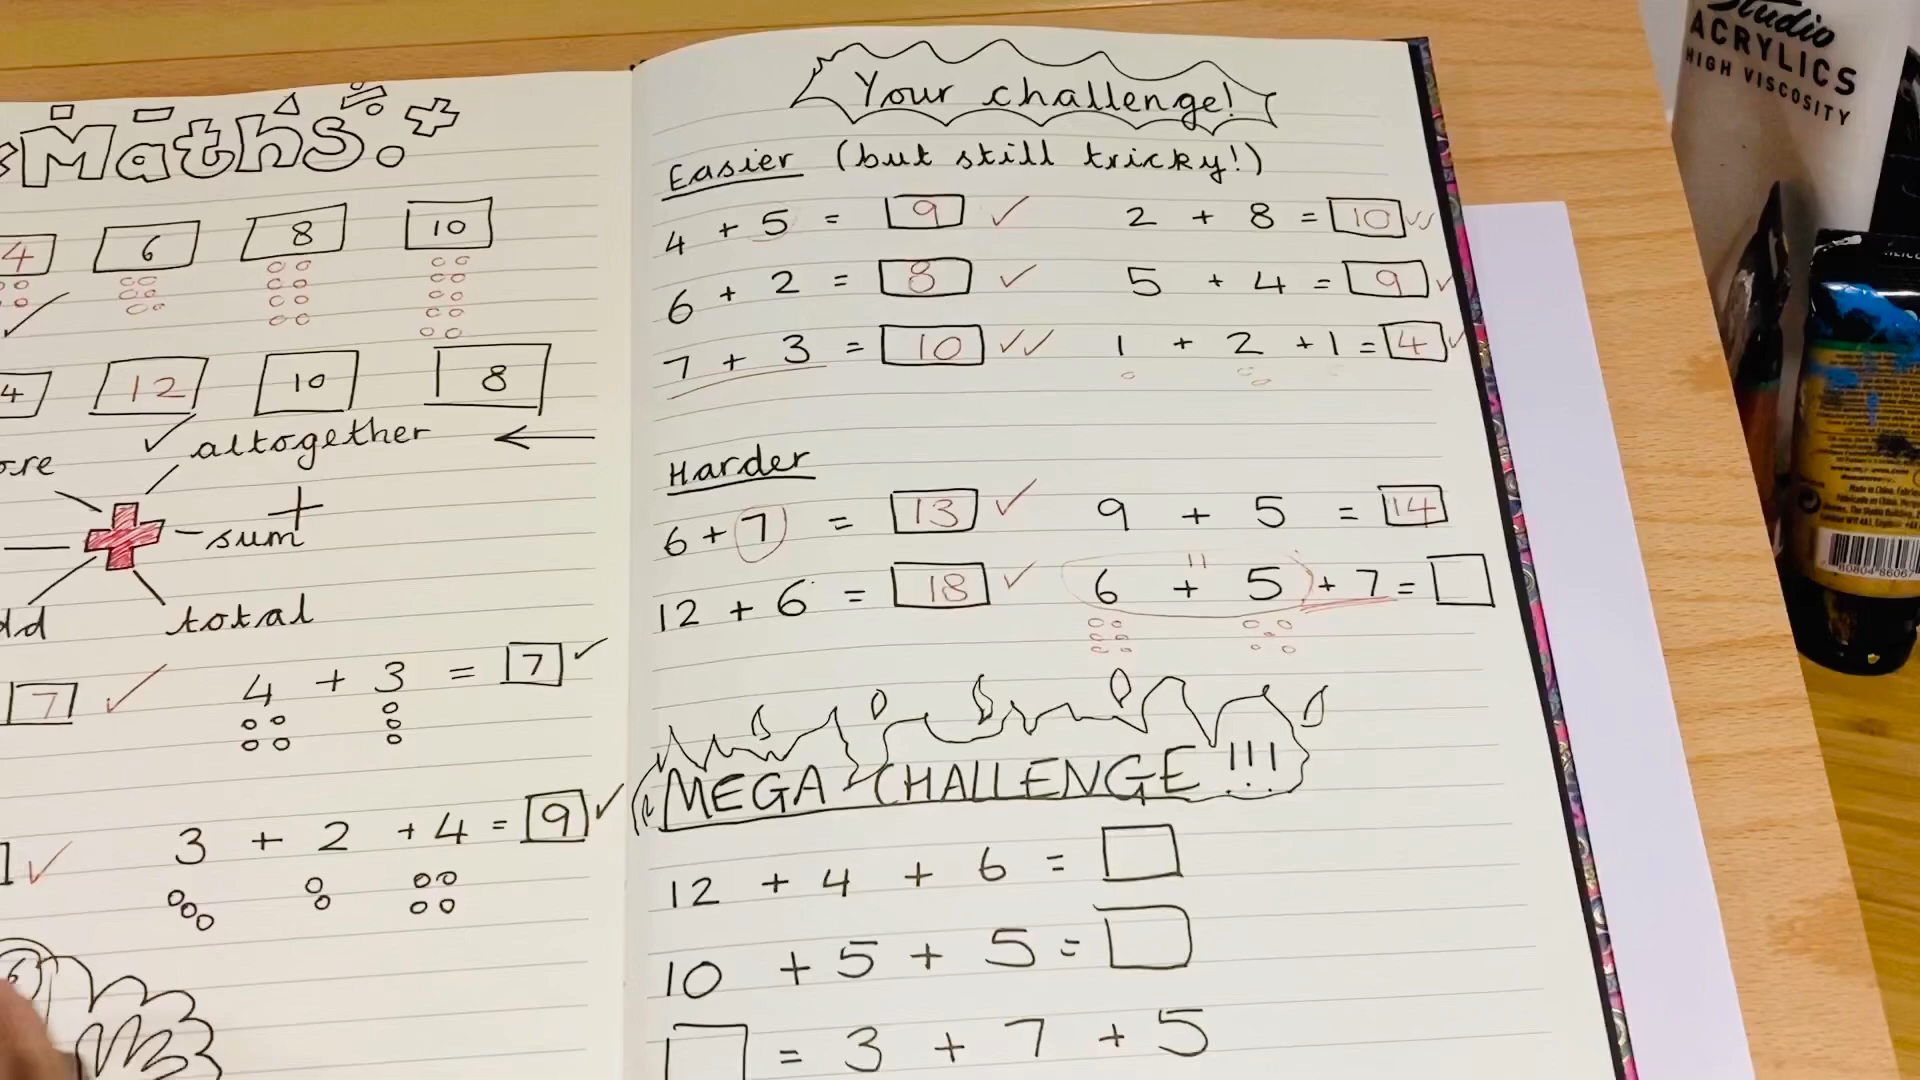 Maths.
4 6 8 10
4 12 10 8
altogether
sum
total
7 4 + 3 = 7
3 + 2 + 4 = 9
Your challenge!
Easier (but still tricky!)
4 + 5 = 9 2 + 8 = 10
6 + 2 = 8 5 + 4 = 9
7 + 3 = 10 1 + 2 + 1 = 4
Harder
6 + 7 = 13 9 + 5 = 14
11
12 + 6 = 18 6 + 5 + 7 =
MEGA CHALLENGE !!!
12 + 4 + 6 =
10 + 5 + 5 =
= 3 + 7 + 5
Studio
ACRYLICS
HIGH VISCOSITY